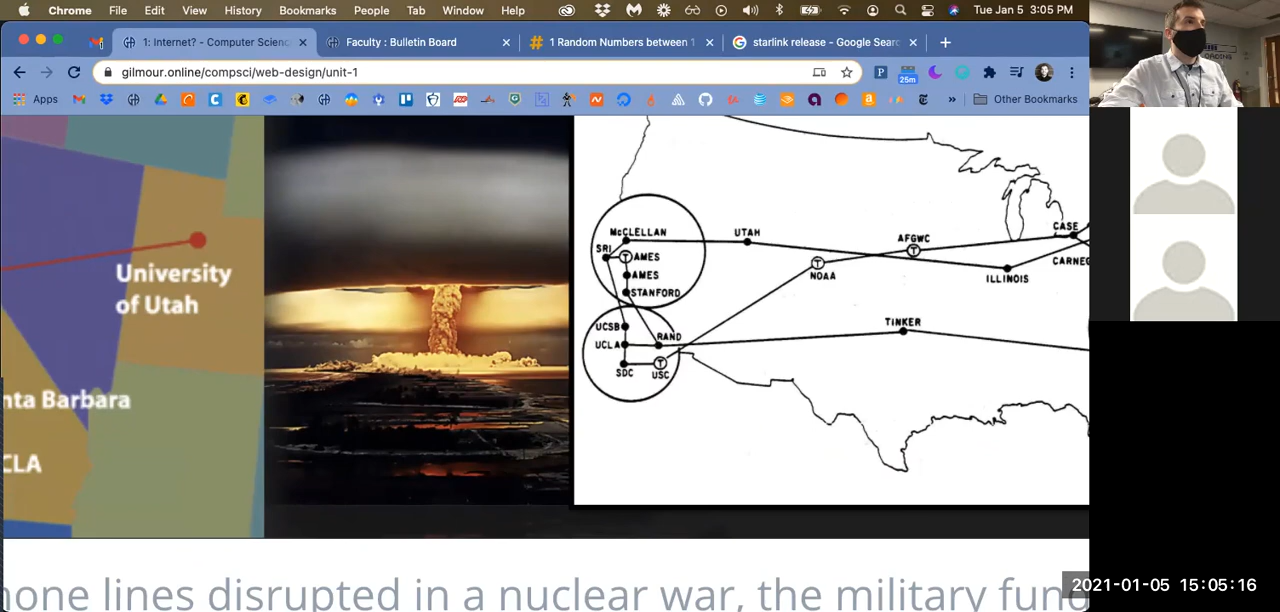 Chrome File Edit View History Bookmarks People Tab Window Help Tue Jan 5 3:05 PM
1: Internet? - Computer Scienc Faculty : Bulletin Board 1 Random Numbers between 1 starlink release - Google Sear
gilmour.online/compsci/web-design/unit-1
25m
Apps Other Bookmarks
University
of Utah
nta Barbara
CLA
McCLELLAN
UTAH
SRI
T AMES
AMES
STANFORD
AFGWC
T
T
NOAA
ILLINOIS
CASE
CARNEG
UCSB
UCLA
RAND
SDC
T
USC
TINKER
none lines disrupted in a nuclear war, the military fun
2021-01-05 15:05:16